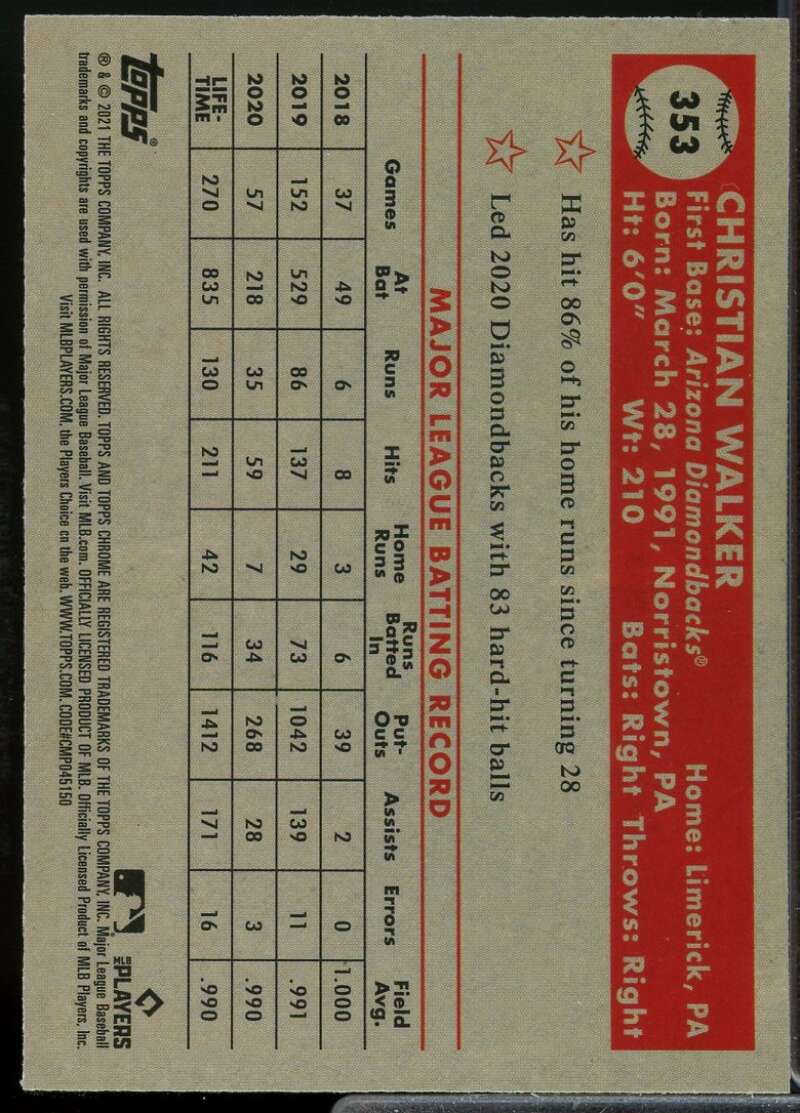 353
CHRISTIAN WALKER
First Base: Arizona Diamondbacks® Home: Limerick, PA
Born: March 28, 1991, Norristown, PA
Ht: 6'0" Wt: 210 Bats: Right Throws: Right
Has hit 86% of his home runs since turning 28
Led 2020 Diamondbacks with 83 hard-hit balls
MAJOR LEAGUE BATTING RECORD
Games At Bat Runs Hits Home Runs Runs Batted In Put-Outs Assists Errors Field Avg.
2018 37 49 6 8 3 6 39 2 0 1.000
2019 152 529 86 137 29 73 1042 139 11 .991
2020 57 218 35 59 7 34 268 28 3 .990
LIFE-TIME 270 835 130 211 42 116 1412 171 16 .990
topps®
MLB PLAYERS
® & © 2021 THE TOPPS COMPANY, INC. ALL RIGHTS RESERVED. TOPPS AND TOPPS CHROME ARE REGISTERED TRADEMARKS OF THE TOPPS COMPANY, INC. Major League Baseball
trademarks and copyrights are used with permission of Major League Baseball. Visit MLB.com. OFFICIALLY LICENSED PRODUCT OF MLB. Officially Licensed Product of MLB Players, Inc.
Visit MLBPLAYERS.COM, the Players Choice on the web. WWW.TOPPS.COM. CODE#CMP045150